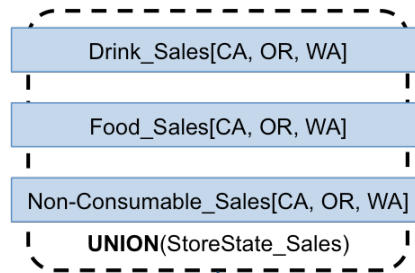 Drink_Sales[CA, OR, WA]
Food_Sales[CA, OR, WA]
Non-Consumable_Sales[CA, OR, WA]
UNION(StoreState_Sales)